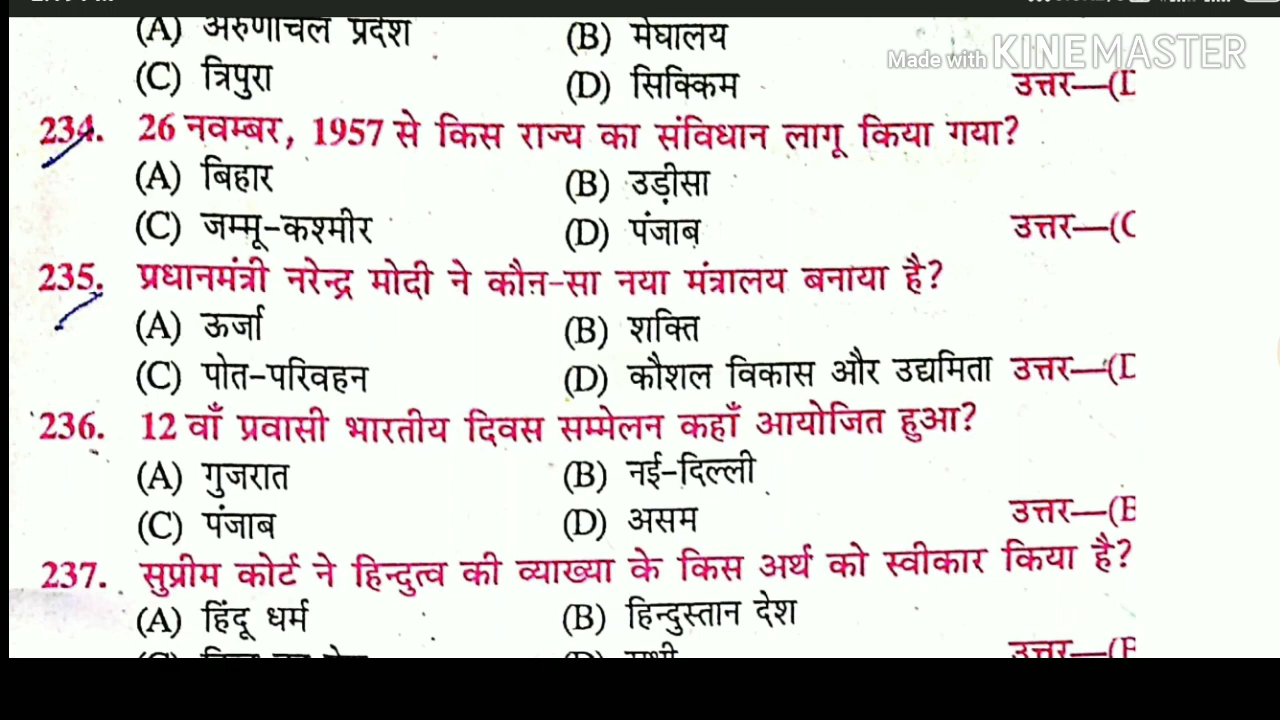 (A) अरुणाचल प्रदेश (B) मेघालय
Made with KINEMASTER
(C) त्रिपुरा (D) सिक्किम उत्तर—(D
234. 26 नवम्बर, 1957 से किस राज्य का संविधान लागू किया गया?
(A) बिहार (B) उड़ीसा
(C) जम्मू-कश्मीर (D) पंजाब उत्तर—(C
235. प्रधानमंत्री नरेन्द्र मोदी ने कौन-सा नया मंत्रालय बनाया है?
(A) ऊर्जा (B) शक्ति
(C) पोत-परिवहन (D) कौशल विकास और उद्यमिता उत्तर—(D
236. 12 वाँ प्रवासी भारतीय दिवस सम्मेलन कहाँ आयोजित हुआ?
(A) गुजरात (B) नई-दिल्ली
(C) पंजाब (D) असम उत्तर—(B
237. सुप्रीम कोर्ट ने हिन्दुत्व की व्याख्या के किस अर्थ को स्वीकार किया है?
(A) हिंदू धर्म (B) हिन्दुस्तान देश
उत्तर—(